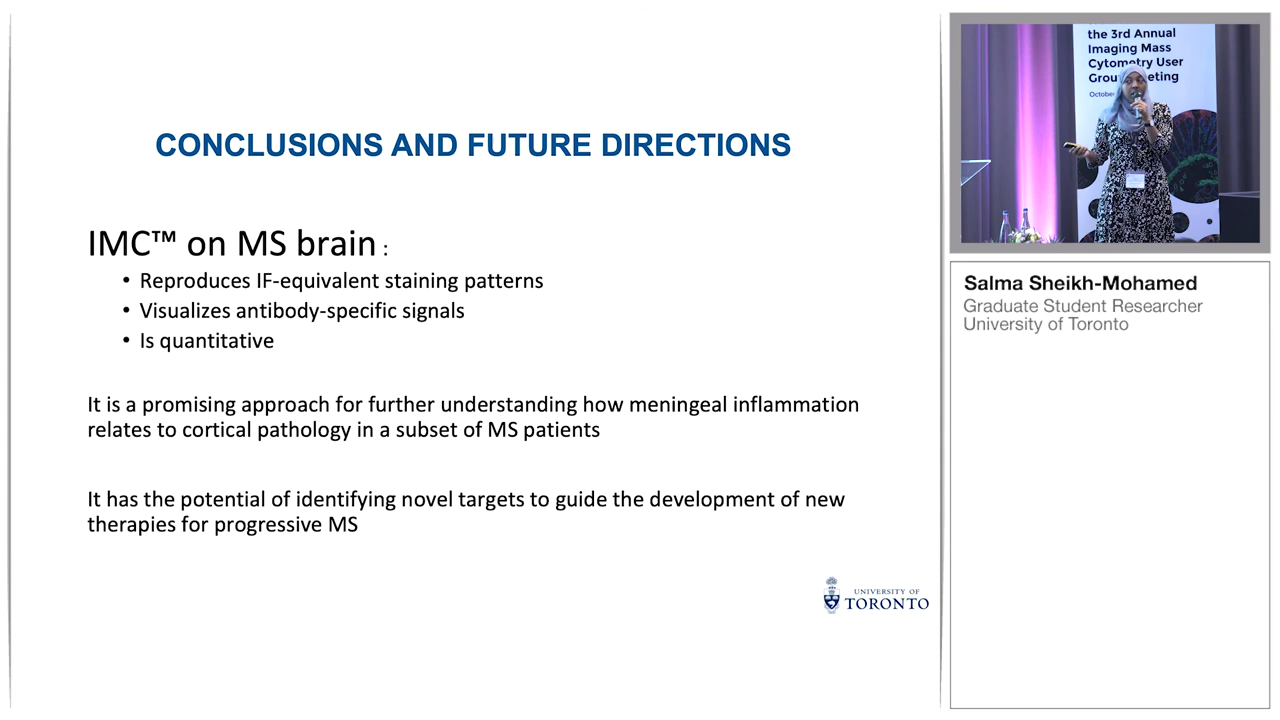 CONCLUSIONS AND FUTURE DIRECTIONS
IMC™ on MS brain :
• Reproduces IF-equivalent staining patterns
• Visualizes antibody-specific signals
• Is quantitative
It is a promising approach for further understanding how meningeal inflammation
relates to cortical pathology in a subset of MS patients
It has the potential of identifying novel targets to guide the development of new
therapies for progressive MS
UNIVERSITY OF
TORONTO
the 3rd Annual
Imaging Mass
Cytometry User
Octobe
Salma Sheikh-Mohamed
Graduate Student Researcher
University of Toronto